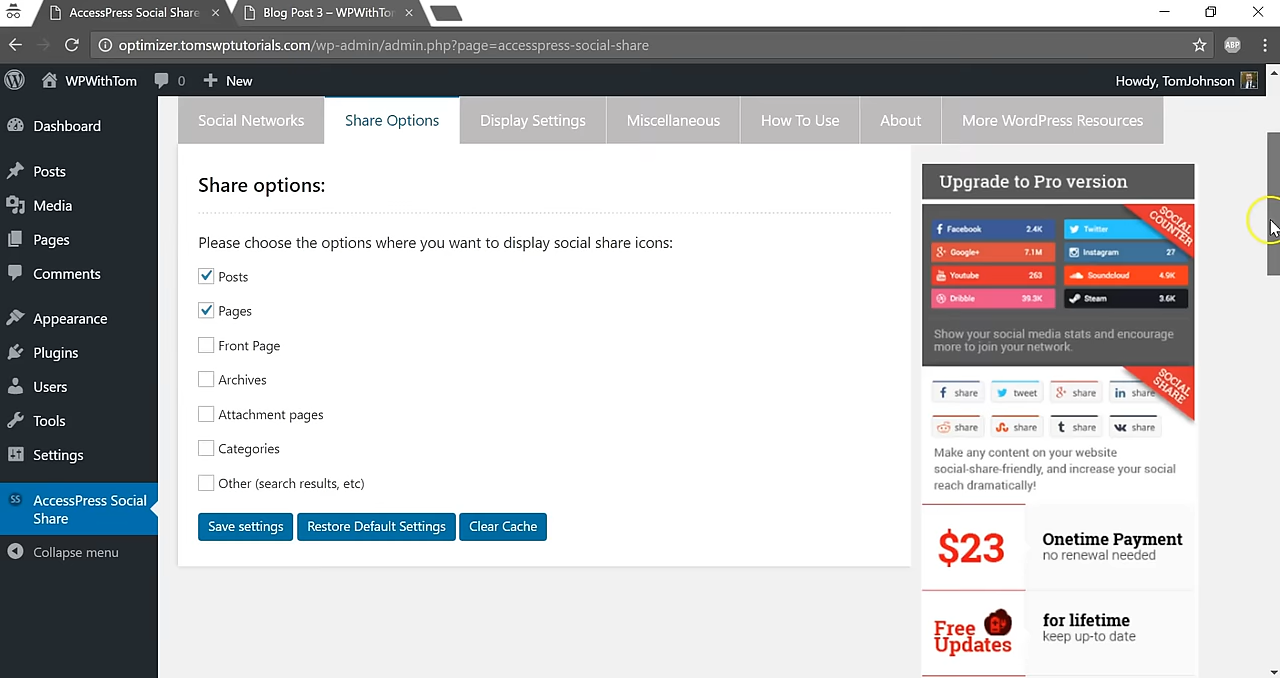 AccessPress Social Share
Blog Post 3 – WPWithTom
optimizer.tomswptutorials.com/wp-admin/admin.php?page=accesspress-social-share
ABP
WPWithTom
0
New
Howdy, TomJohnson
Dashboard
Posts
Media
Pages
Comments
Appearance
Plugins
Users
Tools
Settings
SS
AccessPress Social
Share
Collapse menu
Social Networks
Share Options
Display Settings
Miscellaneous
How To Use
About
More WordPress Resources
Share options:
Please choose the options where you want to display social share icons:
Posts
Pages
Front Page
Archives
Attachment pages
Categories
Other (search results, etc)
Save settings
Restore Default Settings
Clear Cache
Upgrade to Pro version
SOCIAL
COUNTER
Facebook 2.4K
Twitter
Google+ 7.1M
Instagram 27
Youtube 263
Soundcloud 4.9K
Dribble 39.3K
Steam 3.6K
Show your social media stats and encourage
more to join your network.
SOCIAL
SHARE
share
tweet
share
share
share
share
share
share
Make any content on your website
social-share-friendly, and increase your social
reach dramatically!
$23
Onetime Payment
no renewal needed
Free
Updates
for lifetime
keep up-to date